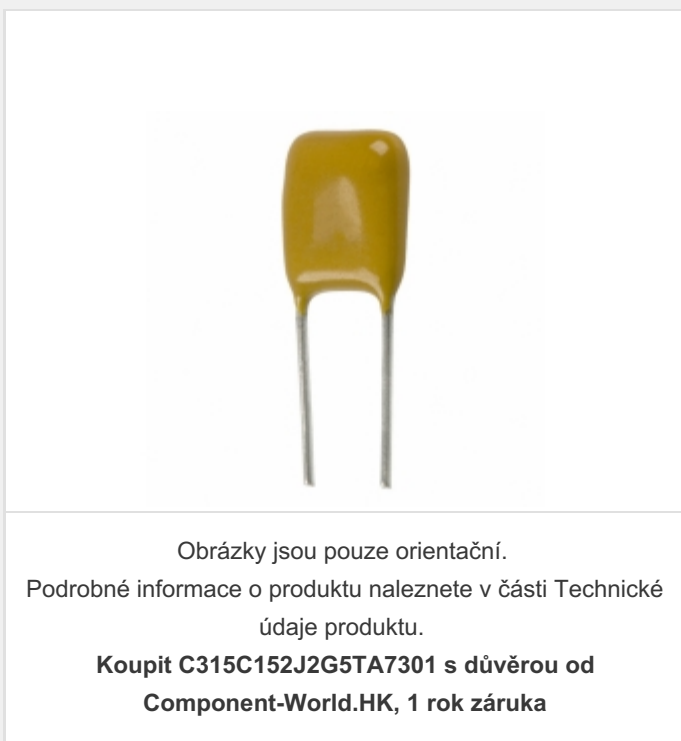 Obrázky jsou pouze orientační.
Podrobné informace o produktu naleznete v části Technické
údaje produktu.
Koupit C315C152J2G5TA7301 s důvěrou od
Component-World.HK, 1 rok záruka